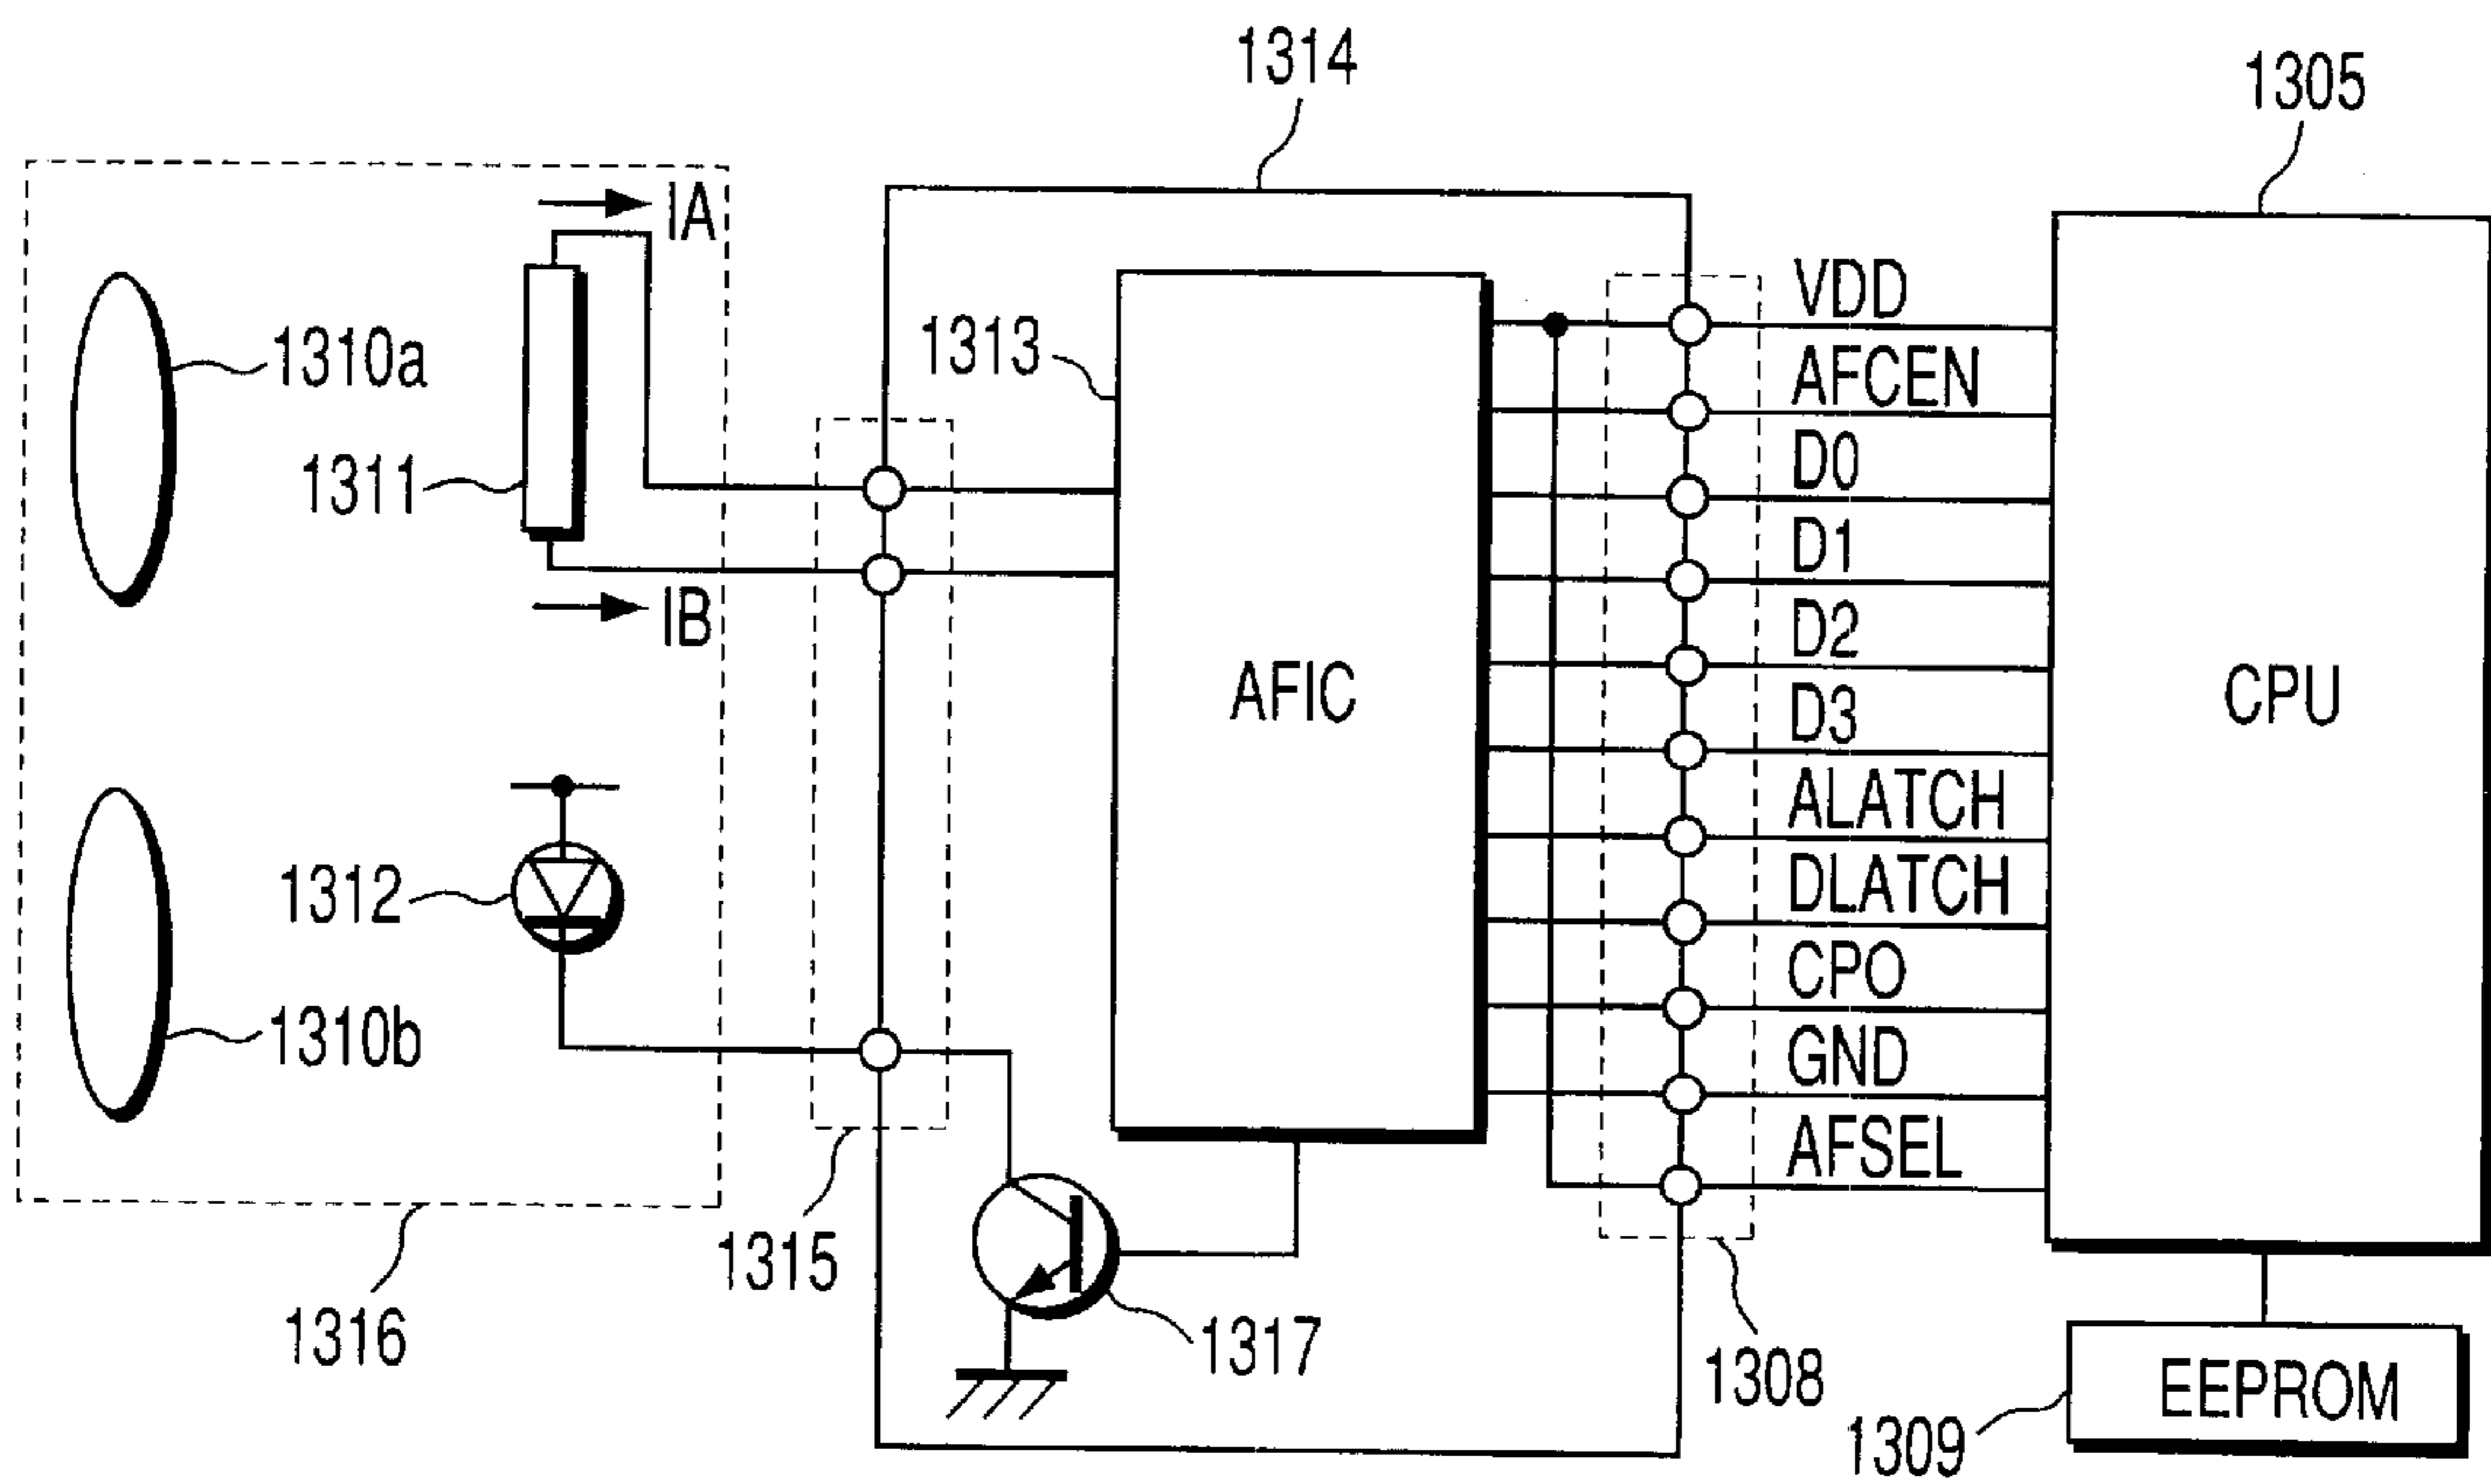 1314
1305
IA
1310a
1313
VDD
AFCEN
1311
D0
D1
IB
D2
AFIC
CPU
D3
ALATCH
1312
DLATCH
CPO
1310b
GND
AFSEL
1315
1316
1317
1308
EEPROM
1309